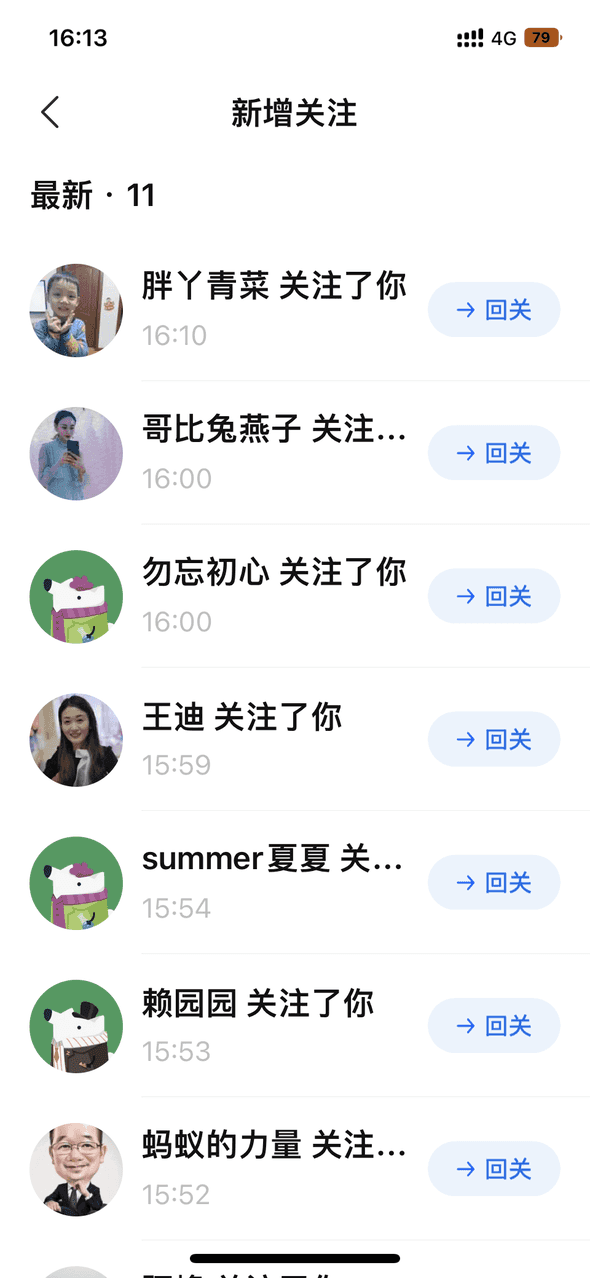 16:13
4G 79
新增关注
最新 · 11
胖丫青菜 关注了你
16:10
→ 回关
哥比兔燕子 关注...
16:00
→ 回关
勿忘初心 关注了你
16:00
→ 回关
王迪 关注了你
15:59
→ 回关
summer夏夏 关...
15:54
→ 回关
赖园园 关注了你
15:53
→ 回关
蚂蚁的力量 关注...
15:52
→ 回关
关注了你